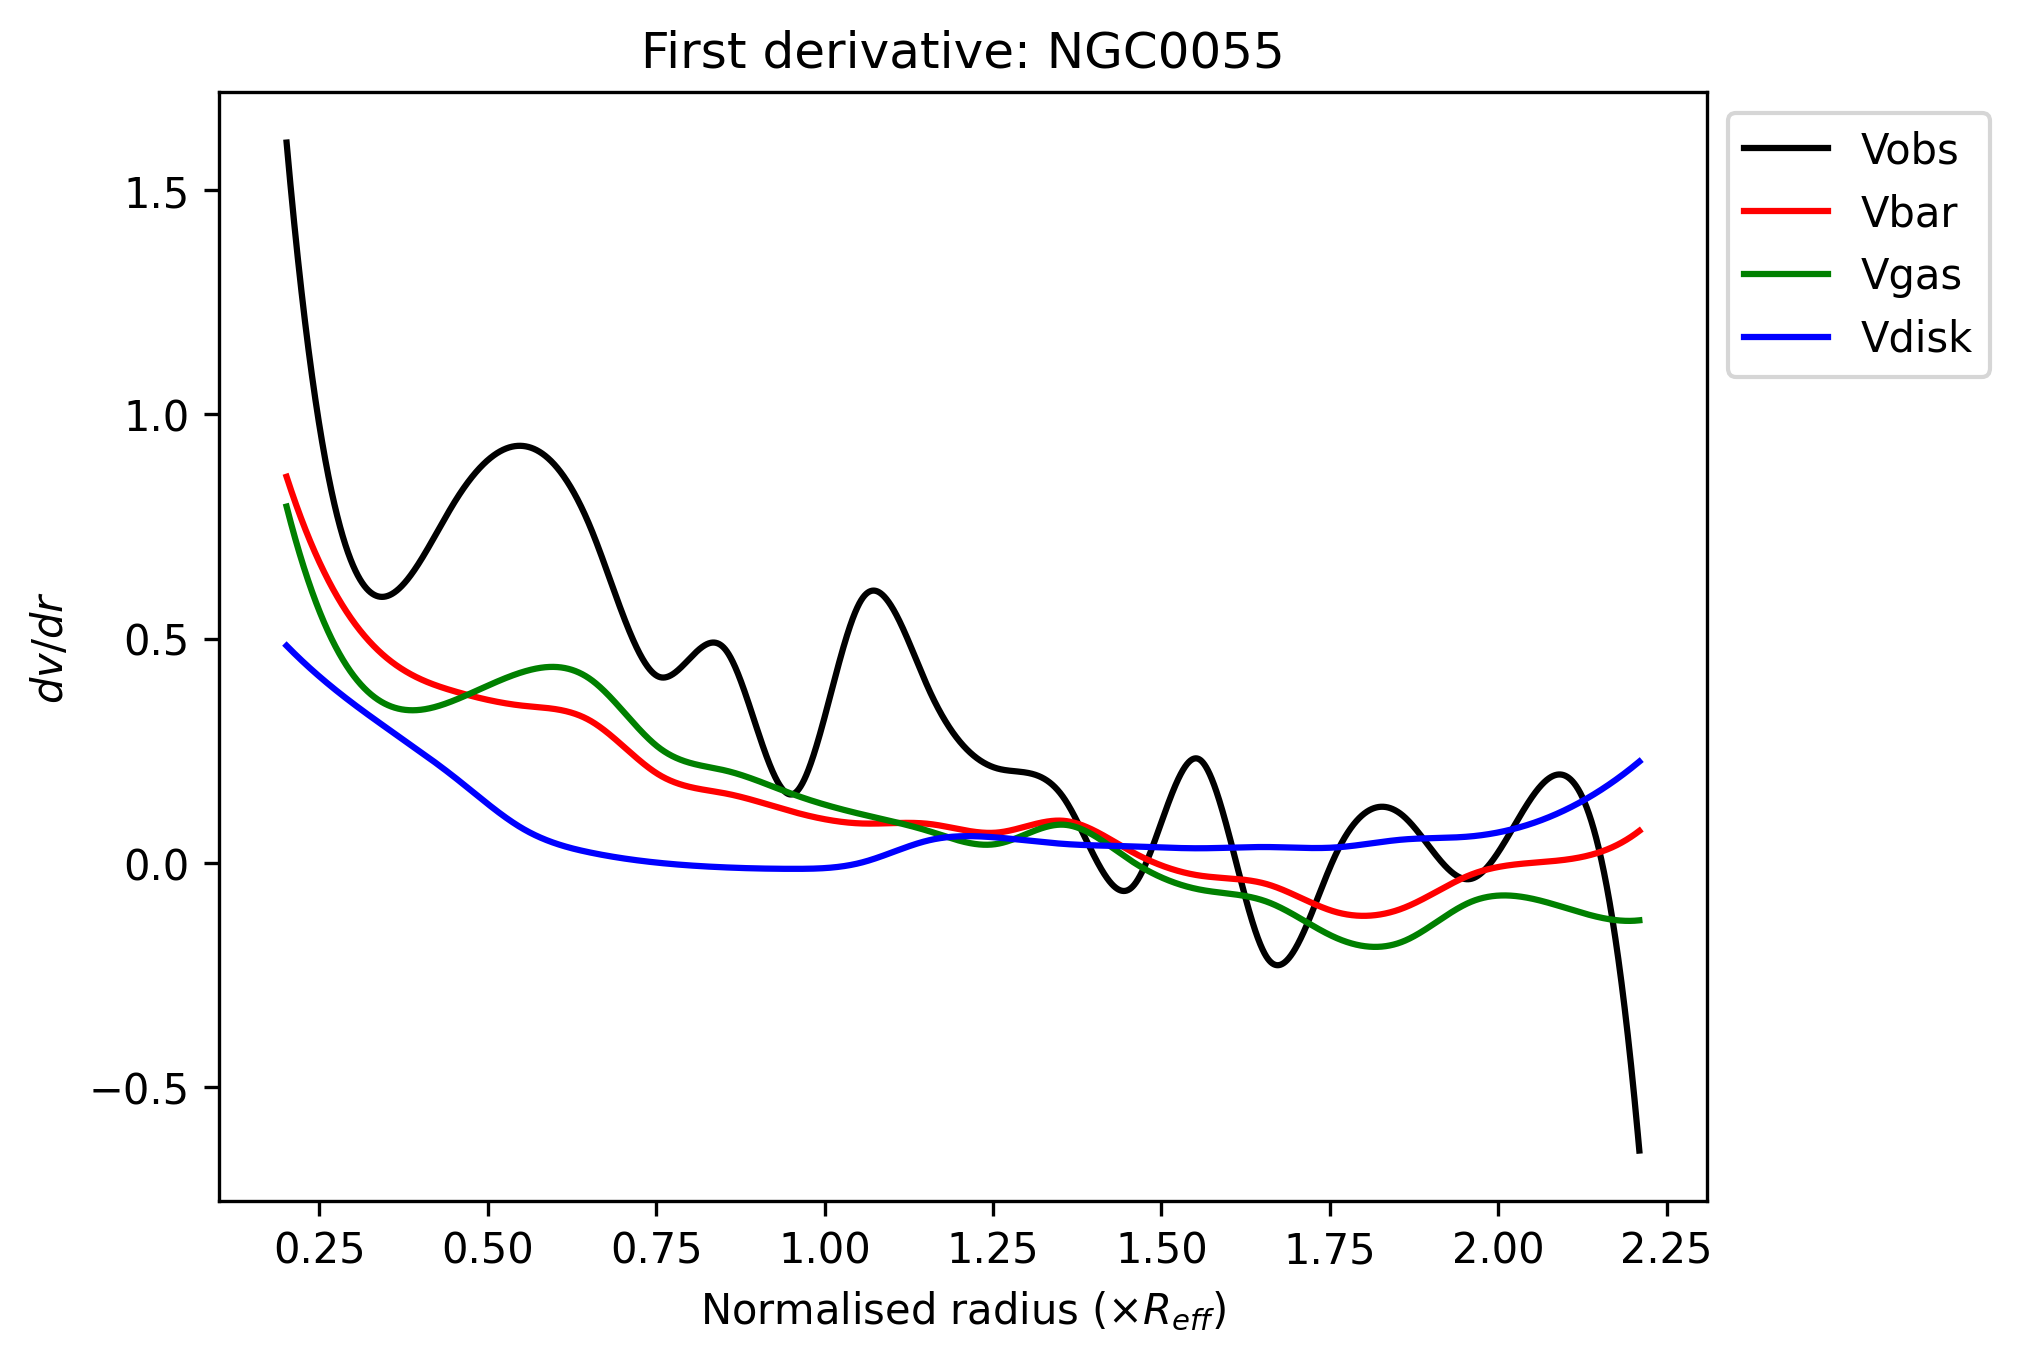 First derivative: NGC0055
Vobs
Vbar
Vgas
Vdisk
1.5
1.0
0.5
0.0
−0.5
dv/dr
0.25 0.50 0.75 1.00 1.25 1.50 1.75 2.00 2.25
Normalised radius (×R_eff)